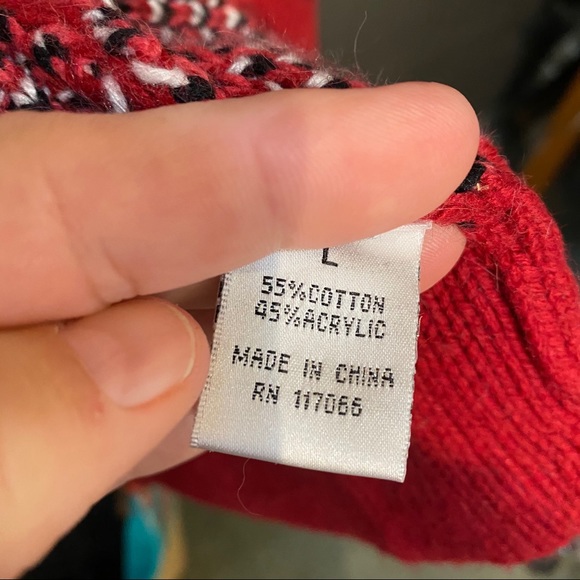 L
55%COTTON
45%ACRYLIC
MADE IN CHINA
RN 117066